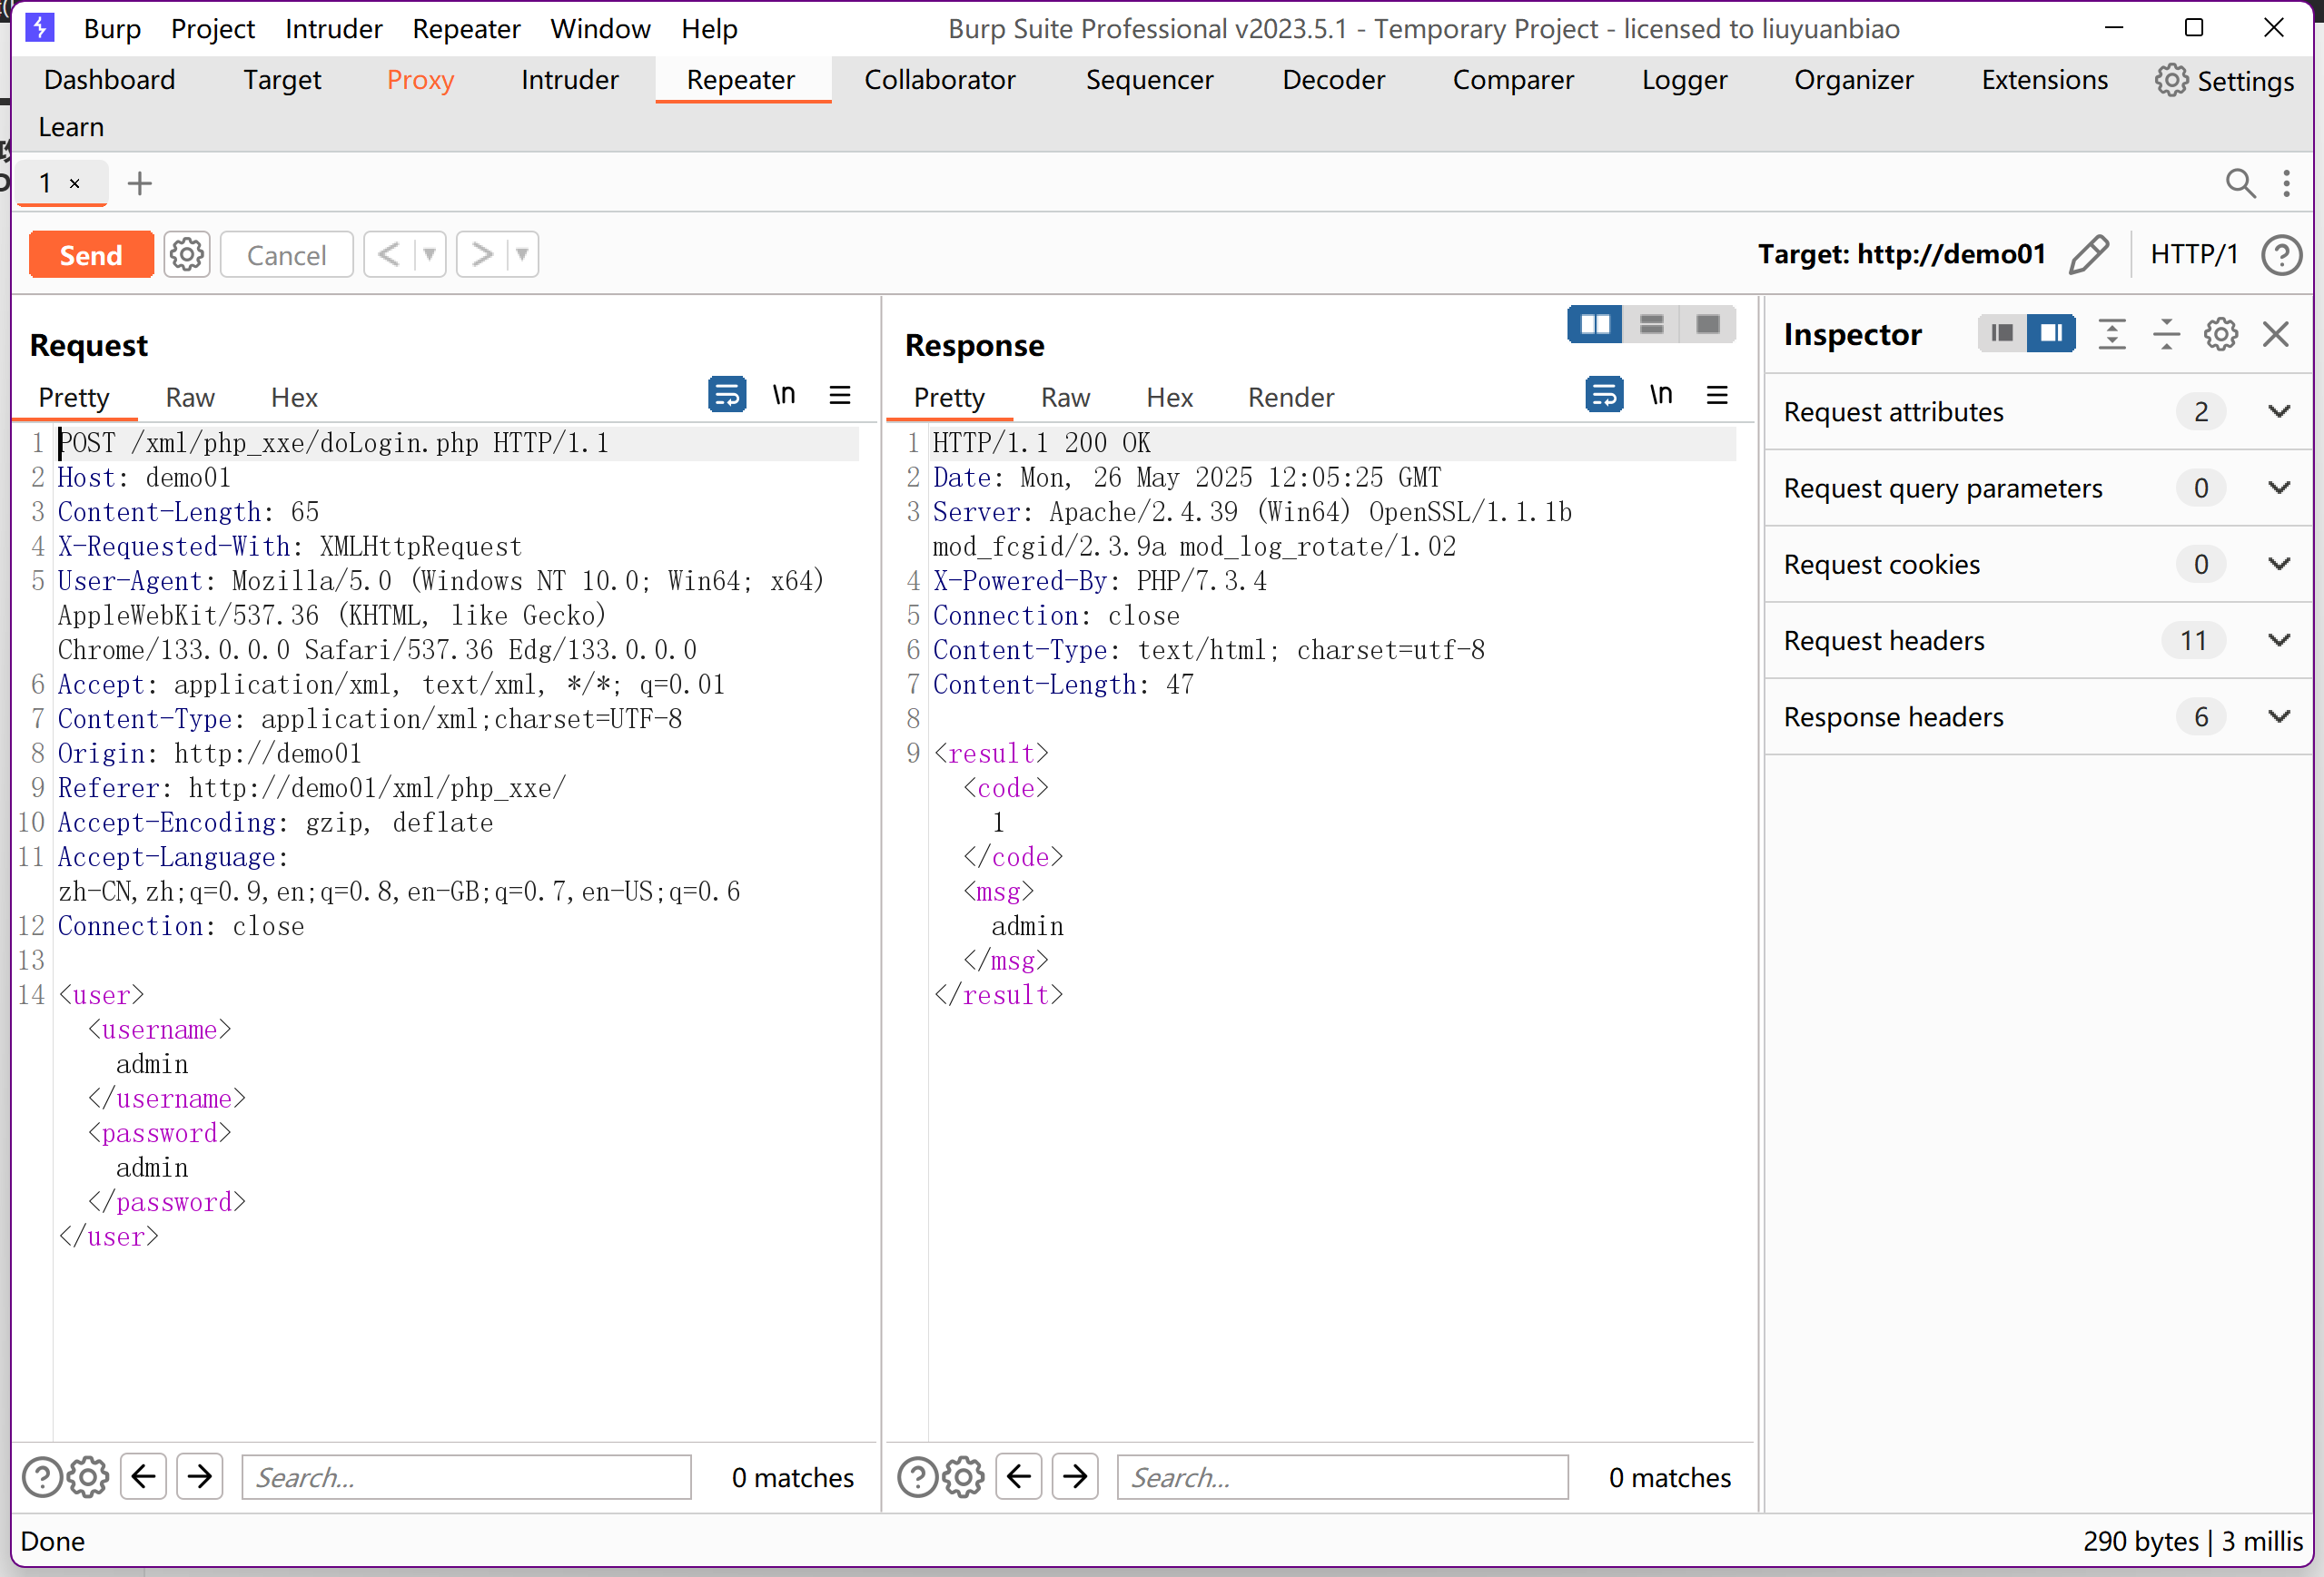 Burp Project Intruder Repeater Window Help Burp Suite Professional v2023.5.1 - Temporary Project - licensed to liuyuanbiao
Dashboard Target Proxy Intruder Repeater Collaborator Sequencer Decoder Comparer Logger Organizer Extensions Settings
Learn
1 × +
Send Cancel < > Target: http://demo01 HTTP/1 ?
Request
Pretty Raw Hex \n
1 POST /xml/php_xxe/doLogin.php HTTP/1.1
2 Host: demo01
3 Content-Length: 65
4 X-Requested-With: XMLHttpRequest
5 User-Agent: Mozilla/5.0 (Windows NT 10.0; Win64; x64)
AppleWebKit/537.36 (KHTML, like Gecko)
Chrome/133.0.0.0 Safari/537.36 Edg/133.0.0.0
6 Accept: application/xml, text/xml, */*; q=0.01
7 Content-Type: application/xml;charset=UTF-8
8 Origin: http://demo01
9 Referer: http://demo01/xml/php_xxe/
10 Accept-Encoding: gzip, deflate
11 Accept-Language:
zh-CN,zh;q=0.9,en;q=0.8,en-GB;q=0.7,en-US;q=0.6
12 Connection: close
13
14 <user>
<username>
admin
</username>
<password>
admin
</password>
</user>
Search... 0 matches
Response
Pretty Raw Hex Render \n
1 HTTP/1.1 200 OK
2 Date: Mon, 26 May 2025 12:05:25 GMT
3 Server: Apache/2.4.39 (Win64) OpenSSL/1.1.1b
mod_fcgid/2.3.9a mod_log_rotate/1.02
4 X-Powered-By: PHP/7.3.4
5 Connection: close
6 Content-Type: text/html; charset=utf-8
7 Content-Length: 47
8
9 <result>
<code>
1
</code>
<msg>
admin
</msg>
</result>
Search... 0 matches
Inspector
Request attributes 2
Request query parameters 0
Request cookies 0
Request headers 11
Response headers 6
Done 290 bytes | 3 millis